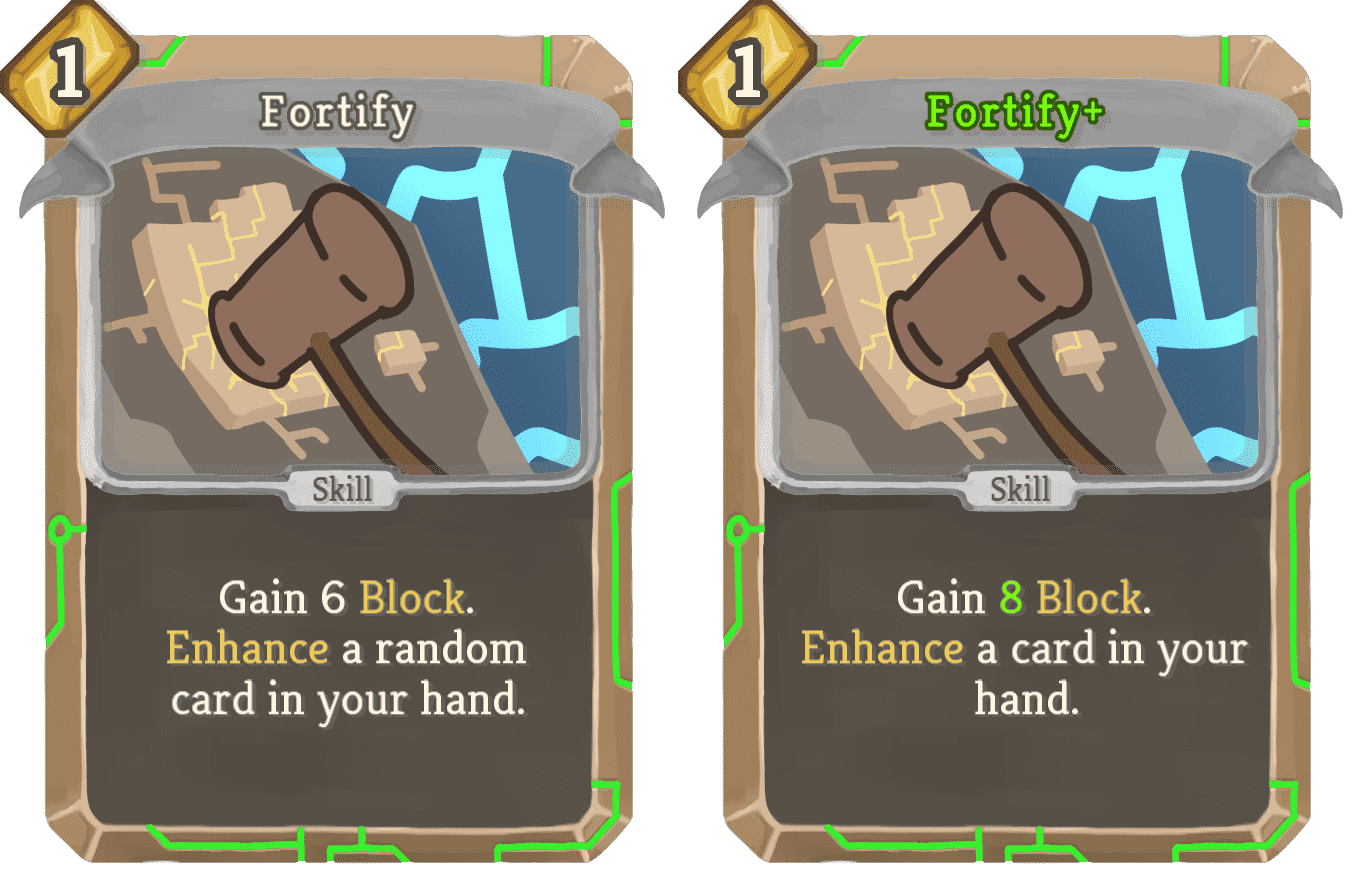 1
Fortify
Skill
Gain 6 Block.
Enhance a random
card in your hand.
1
Fortify+
Skill
Gain 8 Block.
Enhance a card in your
hand.